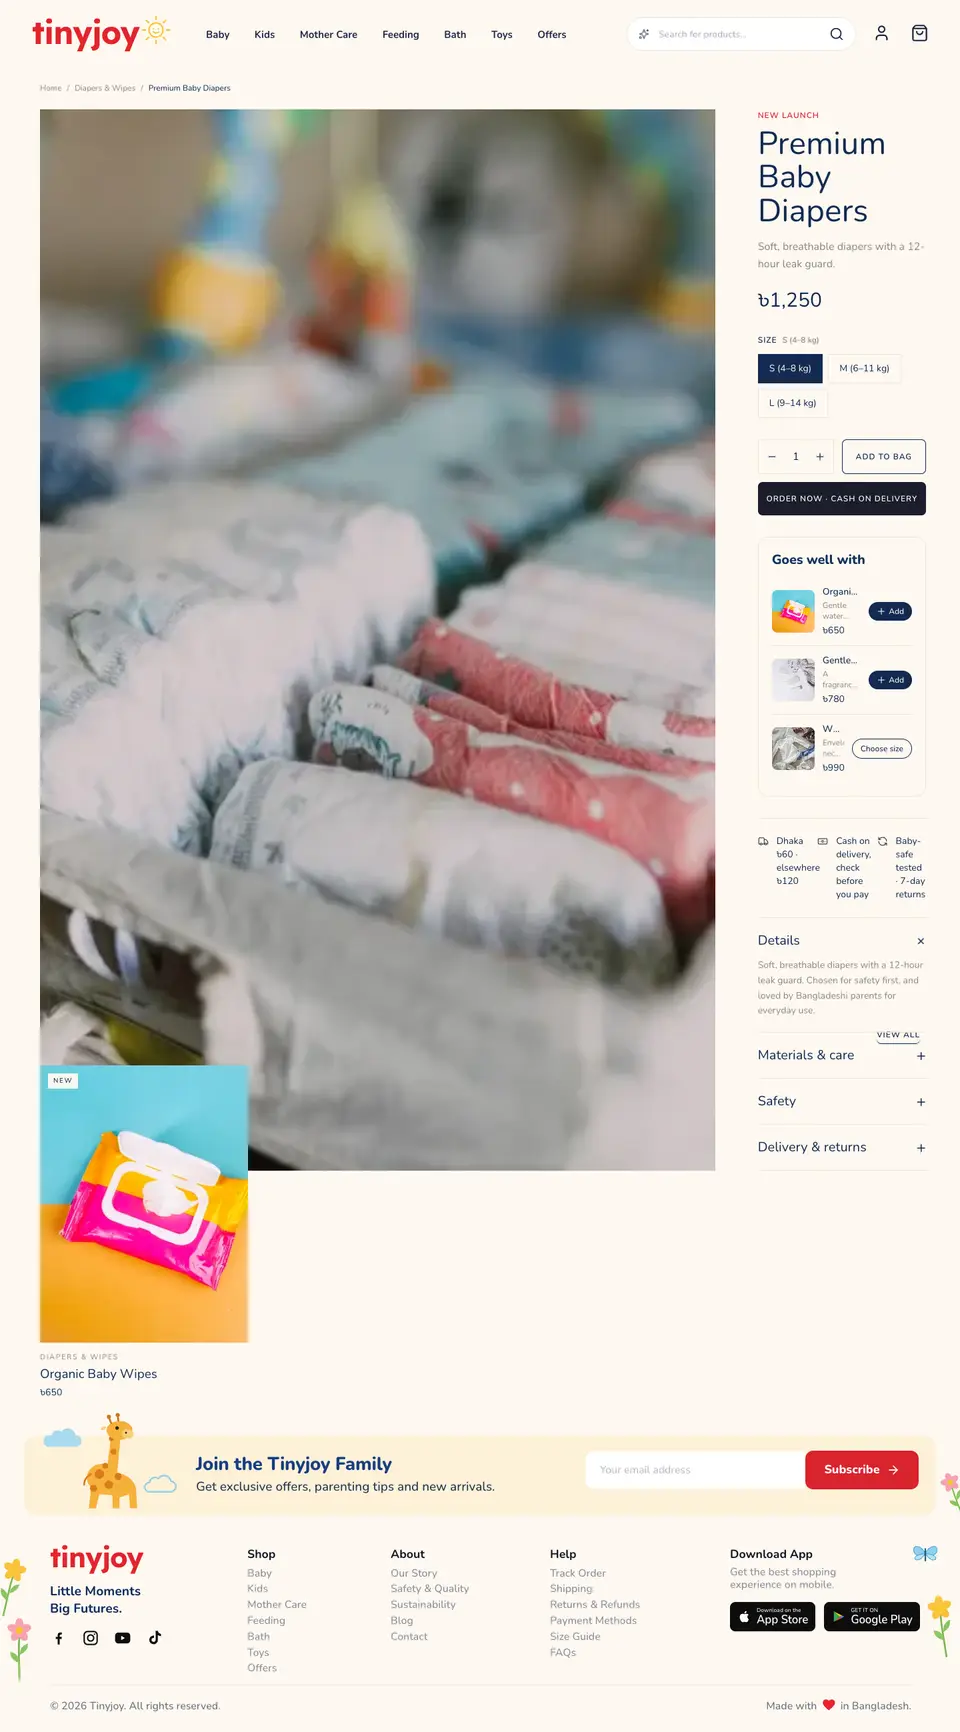 tinyjoy
Baby Kids Mother Care Feeding Bath Toys Offers
Search for products...
Home / Diapers & Wipes / Premium Baby Diapers
NEW LAUNCH
Premium
Baby
Diapers
Soft, breathable diapers with a 12-
hour leak guard.
৳1,250
SIZE S (4–8 kg)
S (4–8 kg) M (6–11 kg)
L (9–14 kg)
− 1 + ADD TO BAG
ORDER NOW · CASH ON DELIVERY
Goes well with
Organi...
Gentle
water...
৳650
+ Add
Gentle...
A
fragranc...
৳780
+ Add
W...
Envel
nec...
৳990
Choose size
Dhaka
৳60 ·
elsewhere
৳120
Cash on
delivery,
check
before
you pay
Baby-
safe
tested
· 7-day
returns
Details
Soft, breathable diapers with a 12-hour
leak guard. Chosen for safety first, and
loved by Bangladeshi parents for
everyday use.
VIEW ALL
Materials & care
Safety
Delivery & returns
NEW
DIAPERS & WIPES
Organic Baby Wipes
৳650
Join the Tinyjoy Family
Get exclusive offers, parenting tips and new arrivals.
Your email address
Subscribe →
tinyjoy
Little Moments
Big Futures.
Shop
Baby
Kids
Mother Care
Feeding
Bath
Toys
Offers
About
Our Story
Safety & Quality
Sustainability
Blog
Contact
Help
Track Order
Shipping
Returns & Refunds
Payment Methods
Size Guide
FAQs
Download App
Get the best shopping
experience on mobile.
Download on the
App Store
GET IT ON
Google Play
© 2026 Tinyjoy. All rights reserved.
Made with ❤ in Bangladesh.